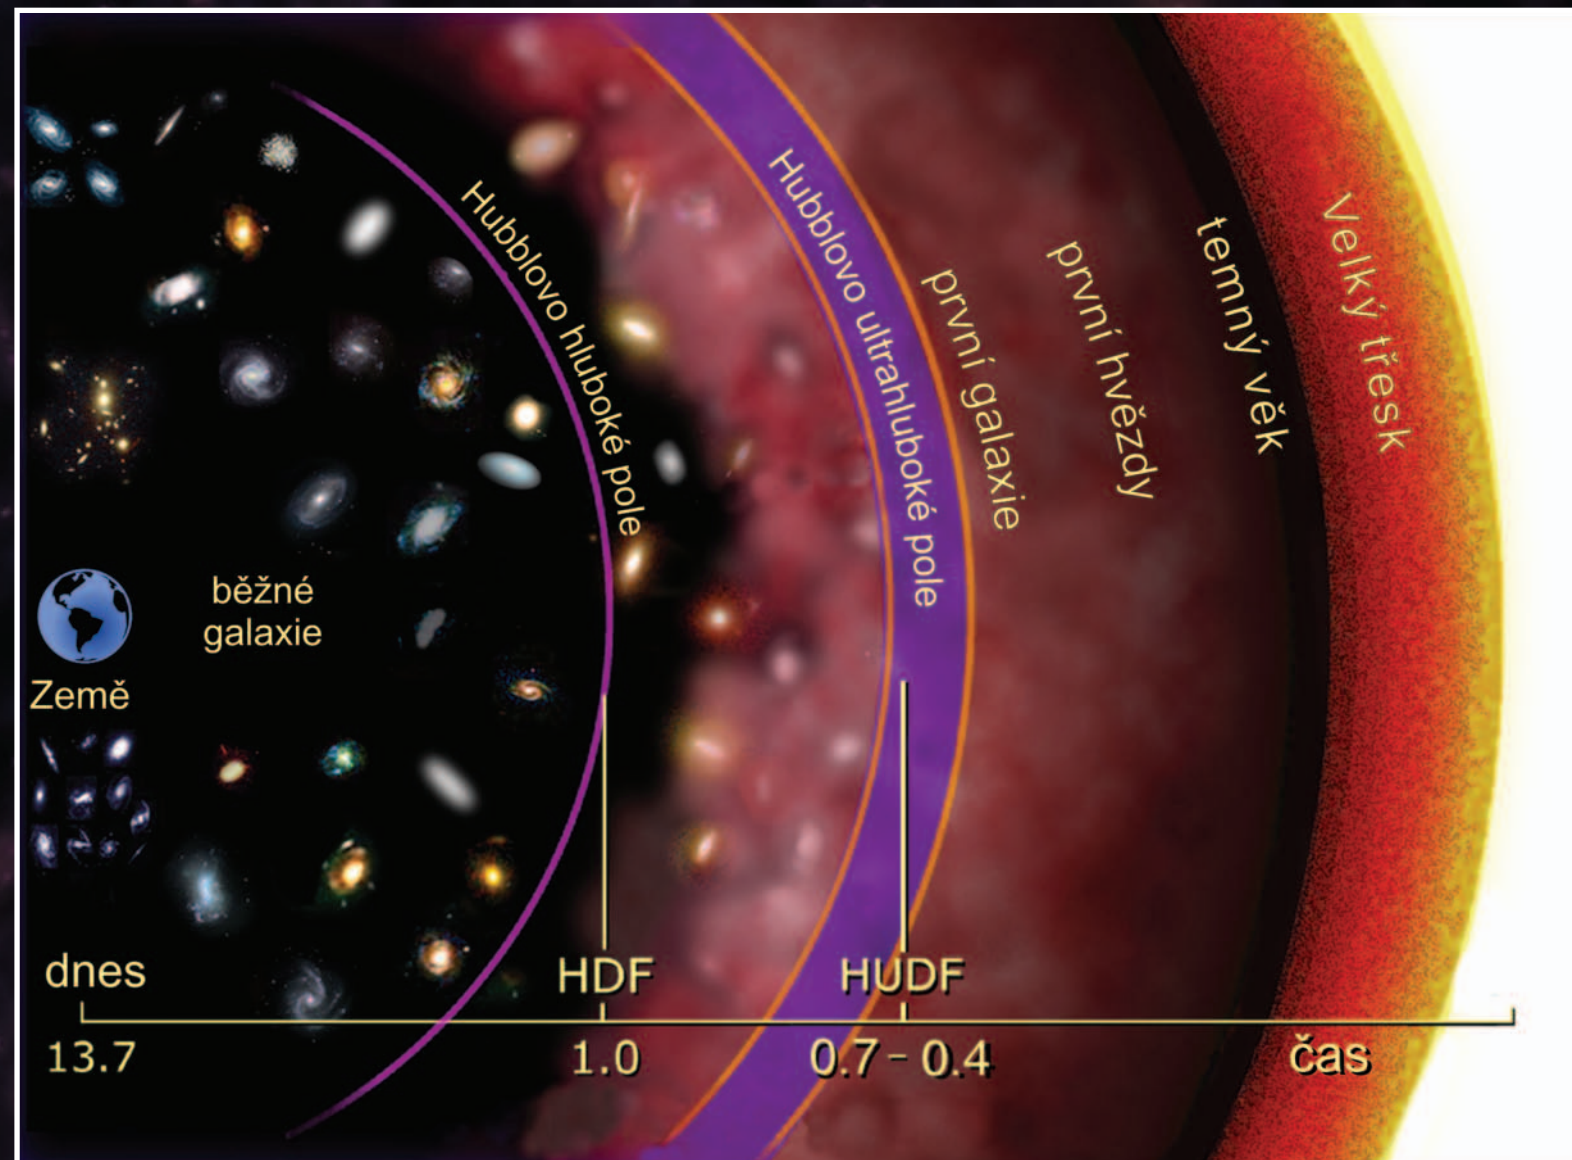 Hubblovo hluboké pole
Hubblovo ultrahluboké pole
první galaxie
první hvězdy
temný věk
Velký třesk
běžné
galaxie
Země
dnes
HDF
HUDF
13.7
1.0
0.7 - 0.4
čas